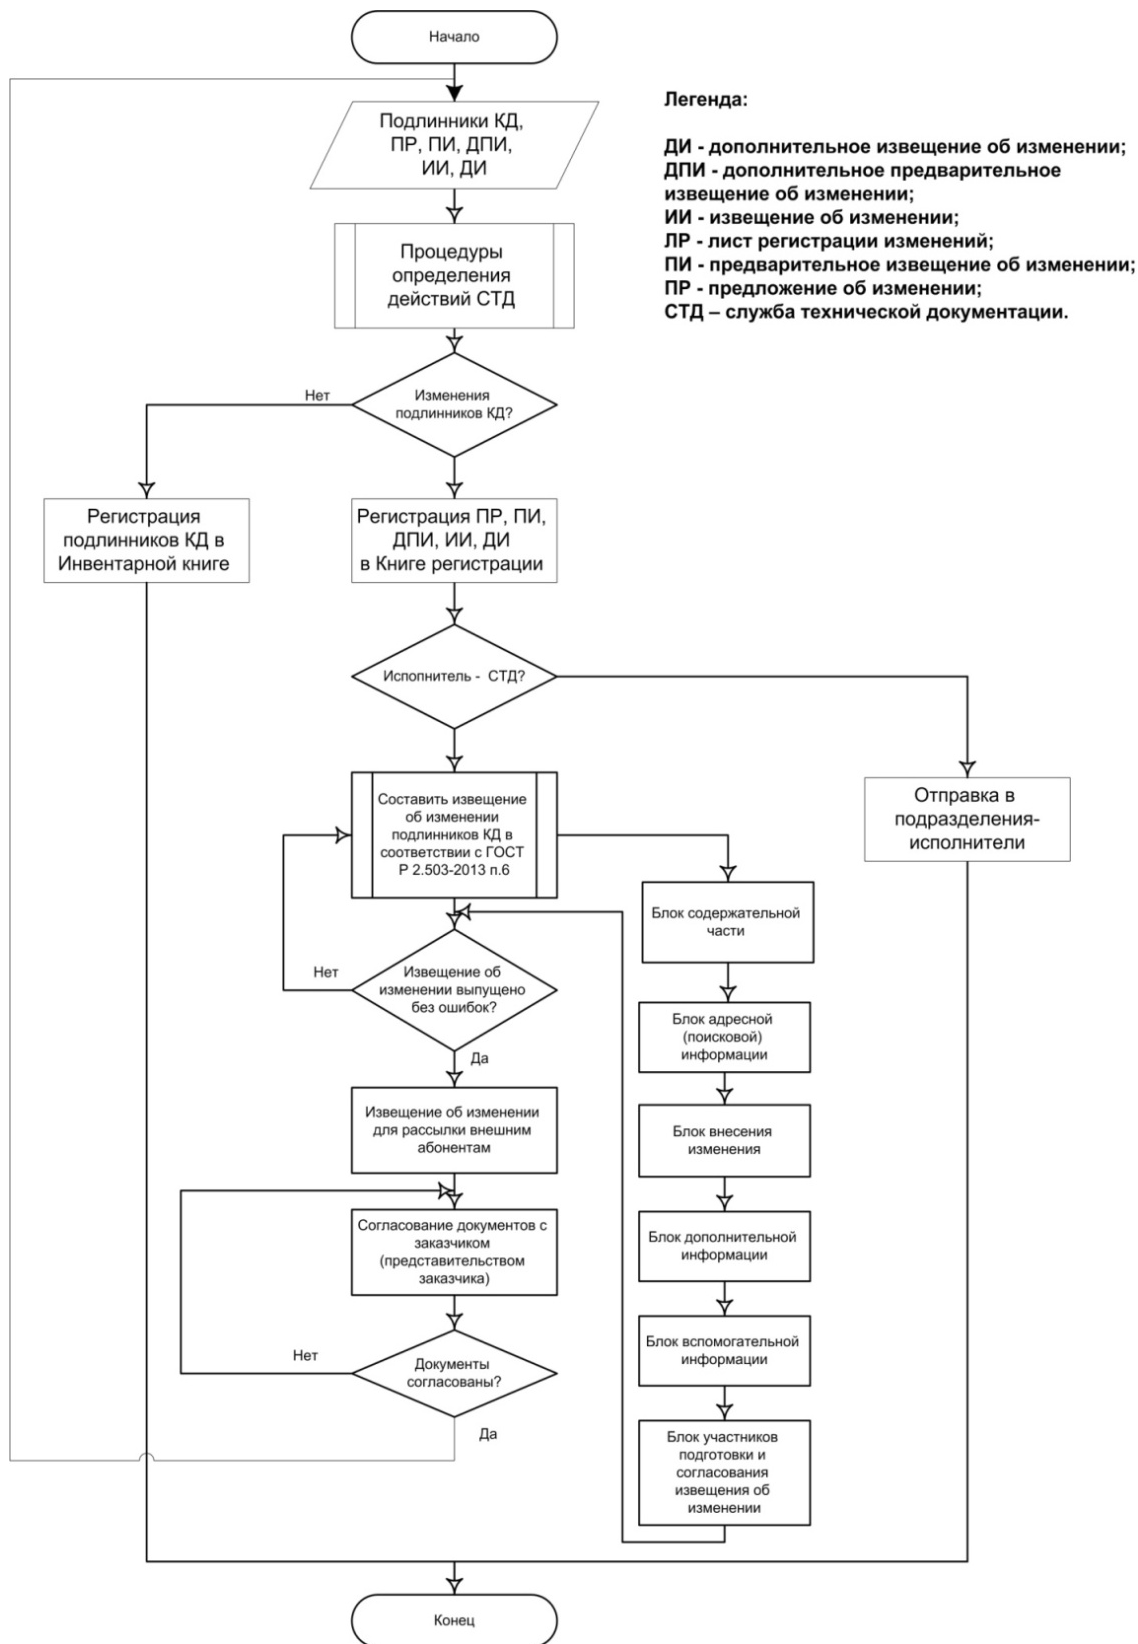 Начало
Подлинники КД,
ПР, ПИ, ДПИ,
ИИ, ДИ
Легенда:
ДИ - дополнительное извещение об изменении;
ДПИ - дополнительное предварительное
извещение об изменении;
ИИ - извещение об изменении;
ЛР - лист регистрации изменений;
ПИ - предварительное извещение об изменении;
ПР - предложение об изменении;
СТД – служба технической документации.
Процедуры
определения
действий СТД
Нет
Изменения
подлинников КД?
Регистрация
подлинников КД в
Инвентарной книге
Регистрация ПР, ПИ,
ДПИ, ИИ, ДИ
в Книге регистрации
Испопнитель - СТД?
Составить извещение
об изменении
подлинников КД в
соответствии с ГОСТ
Р 2.503-2013 п.6
Отправка в
подразделения-
исполнители
Блок содержательной
части
Нет
Извещение об
изменении выпущено
без ошибок?
Да
Блок адресной
(поисковой)
информации
Извещение об изменении
для рассылки внешним
абонентам
Блок внесения
изменения
Согласование документов с
заказчиком
(представительством
заказчика)
Блок дополнительной
информации
Нет
Документы
согласованы?
Да
Блок вспомогательной
информации
Блок участников
подготовки и
согласования
извещения об
изменении
Конец